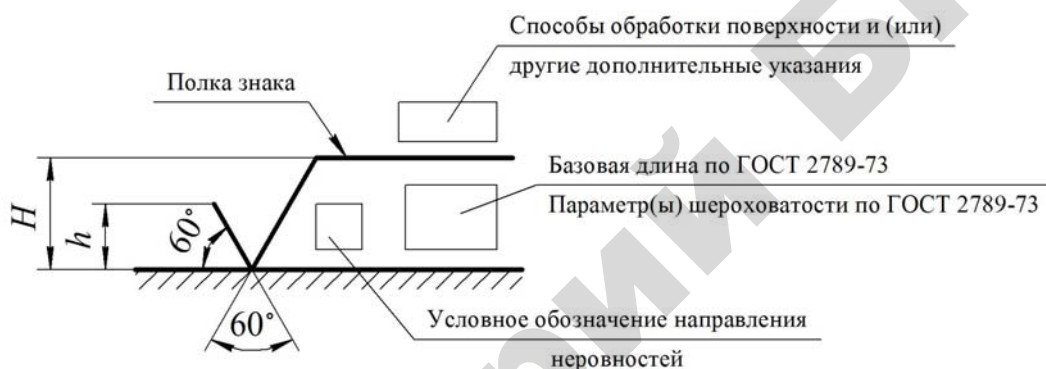 Способы обработки поверхности и (или)
другие дополнительные указания
Полка знака
Базовая длина по ГОСТ 2789-73
Параметр(ы) шероховатости по ГОСТ 2789-73
H
h
60°
60°
Условное обозначение направления
неровностей